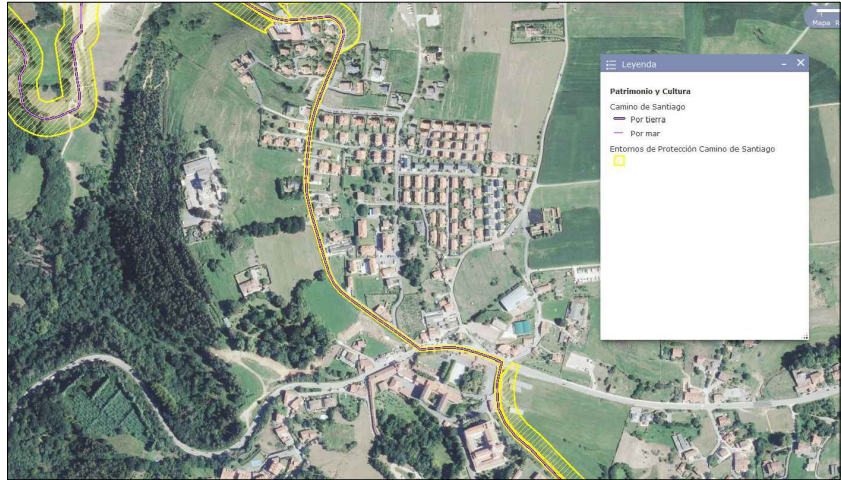 Mapa R
Leyenda
Patrimonio y Cultura
Camino de Santiago
Por tierra
Por mar
Entornos de Protección Camino de Santiago